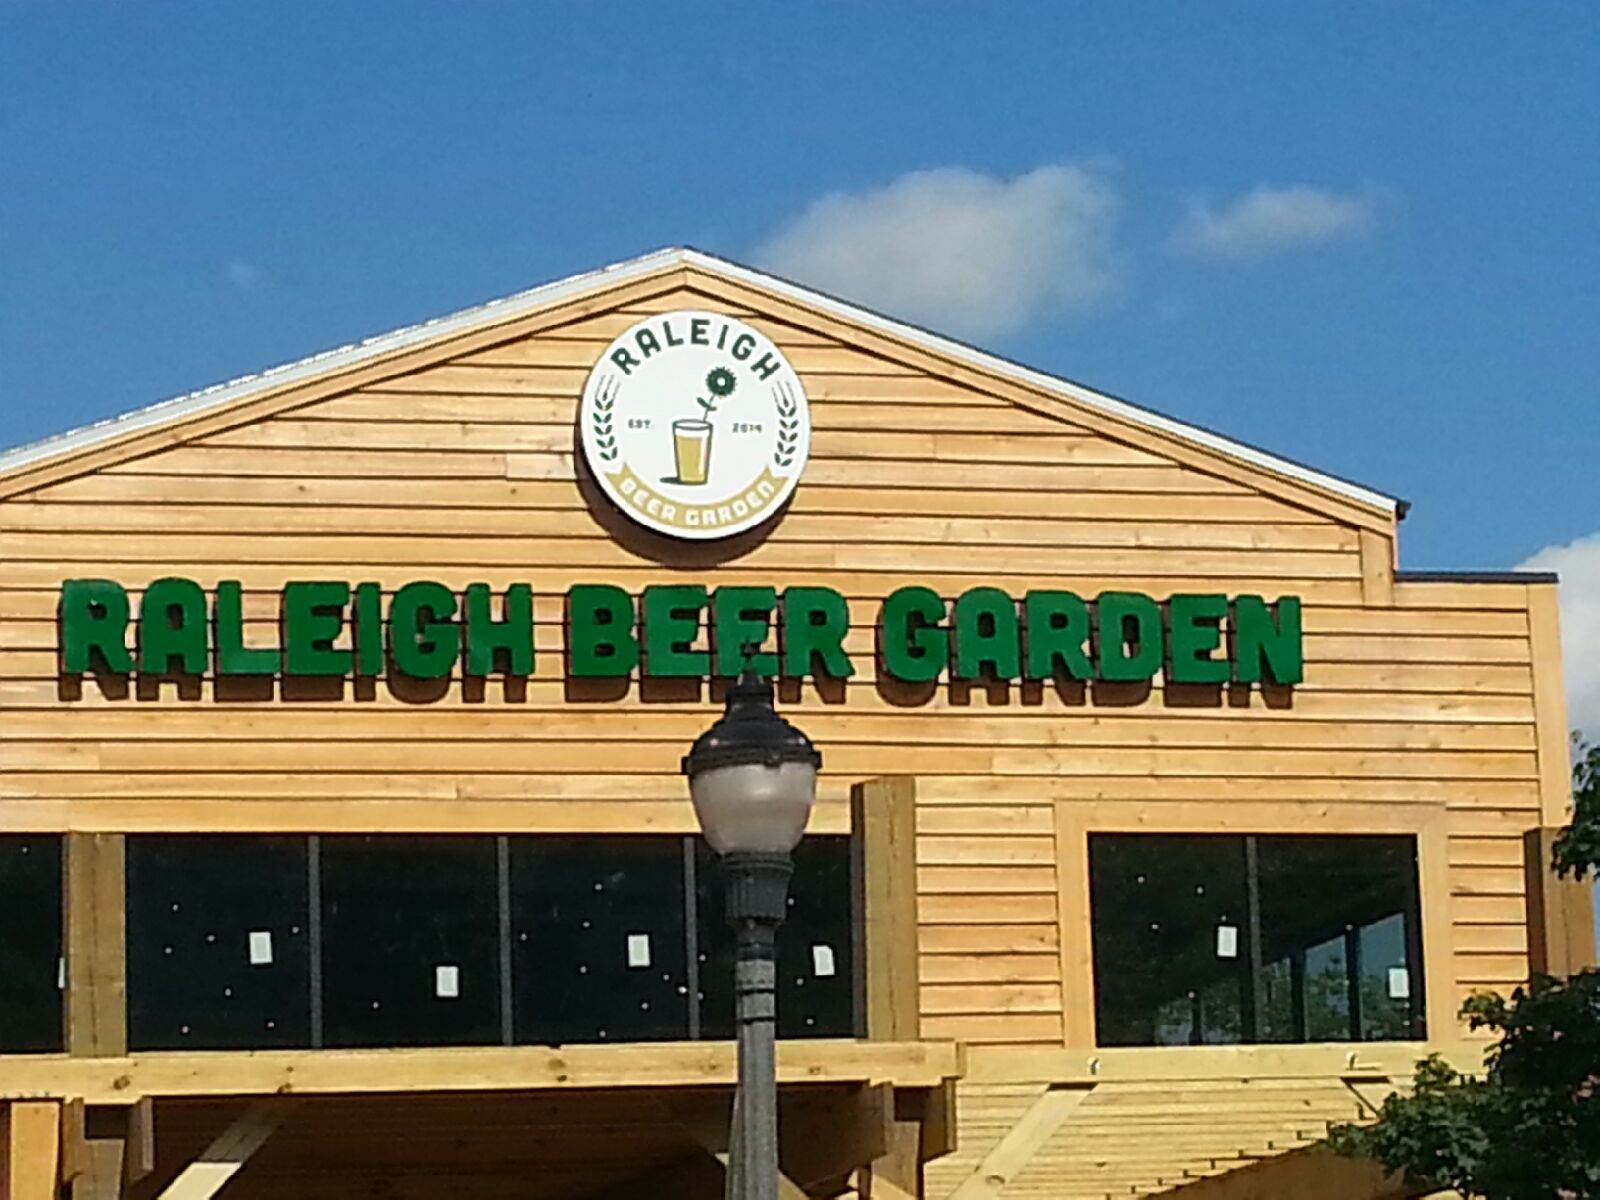 RALEIGH
EST. 2014
BEER GARDEN
RALEIGH BEER GARDEN